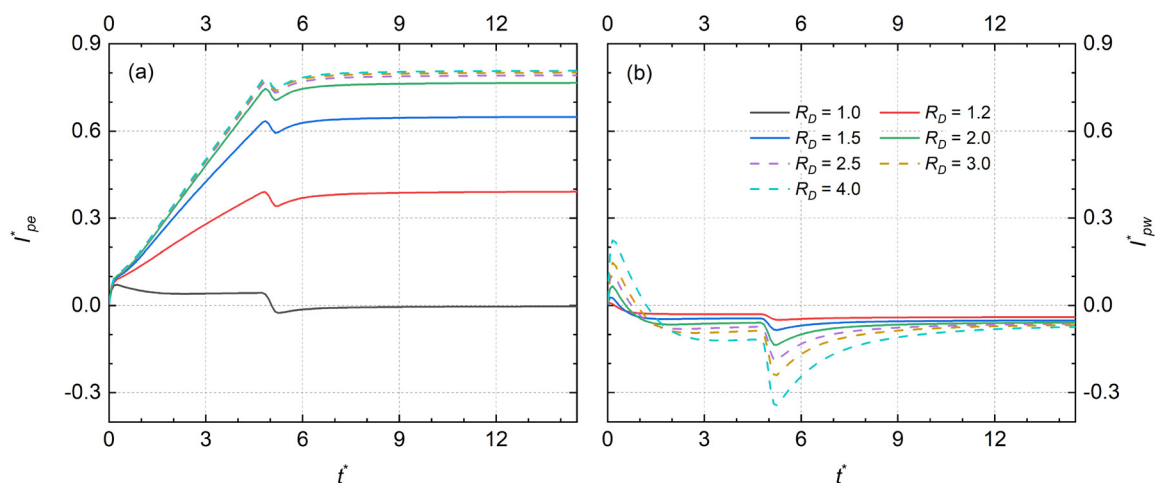 0 3 6 9 12 0 3 6 9 12
0.9 (a) (b) 0.9
R_D = 1.0 R_D = 1.2
0.6 R_D = 1.5 R_D = 2.0 0.6
R_D = 2.5 R_D = 3.0
R_D = 4.0
I*_pe 0.3 0.3 I*_pw
0.0 0.0
-0.3 -0.3
0 3 6 9 12 0 3 6 9 12
t* t*